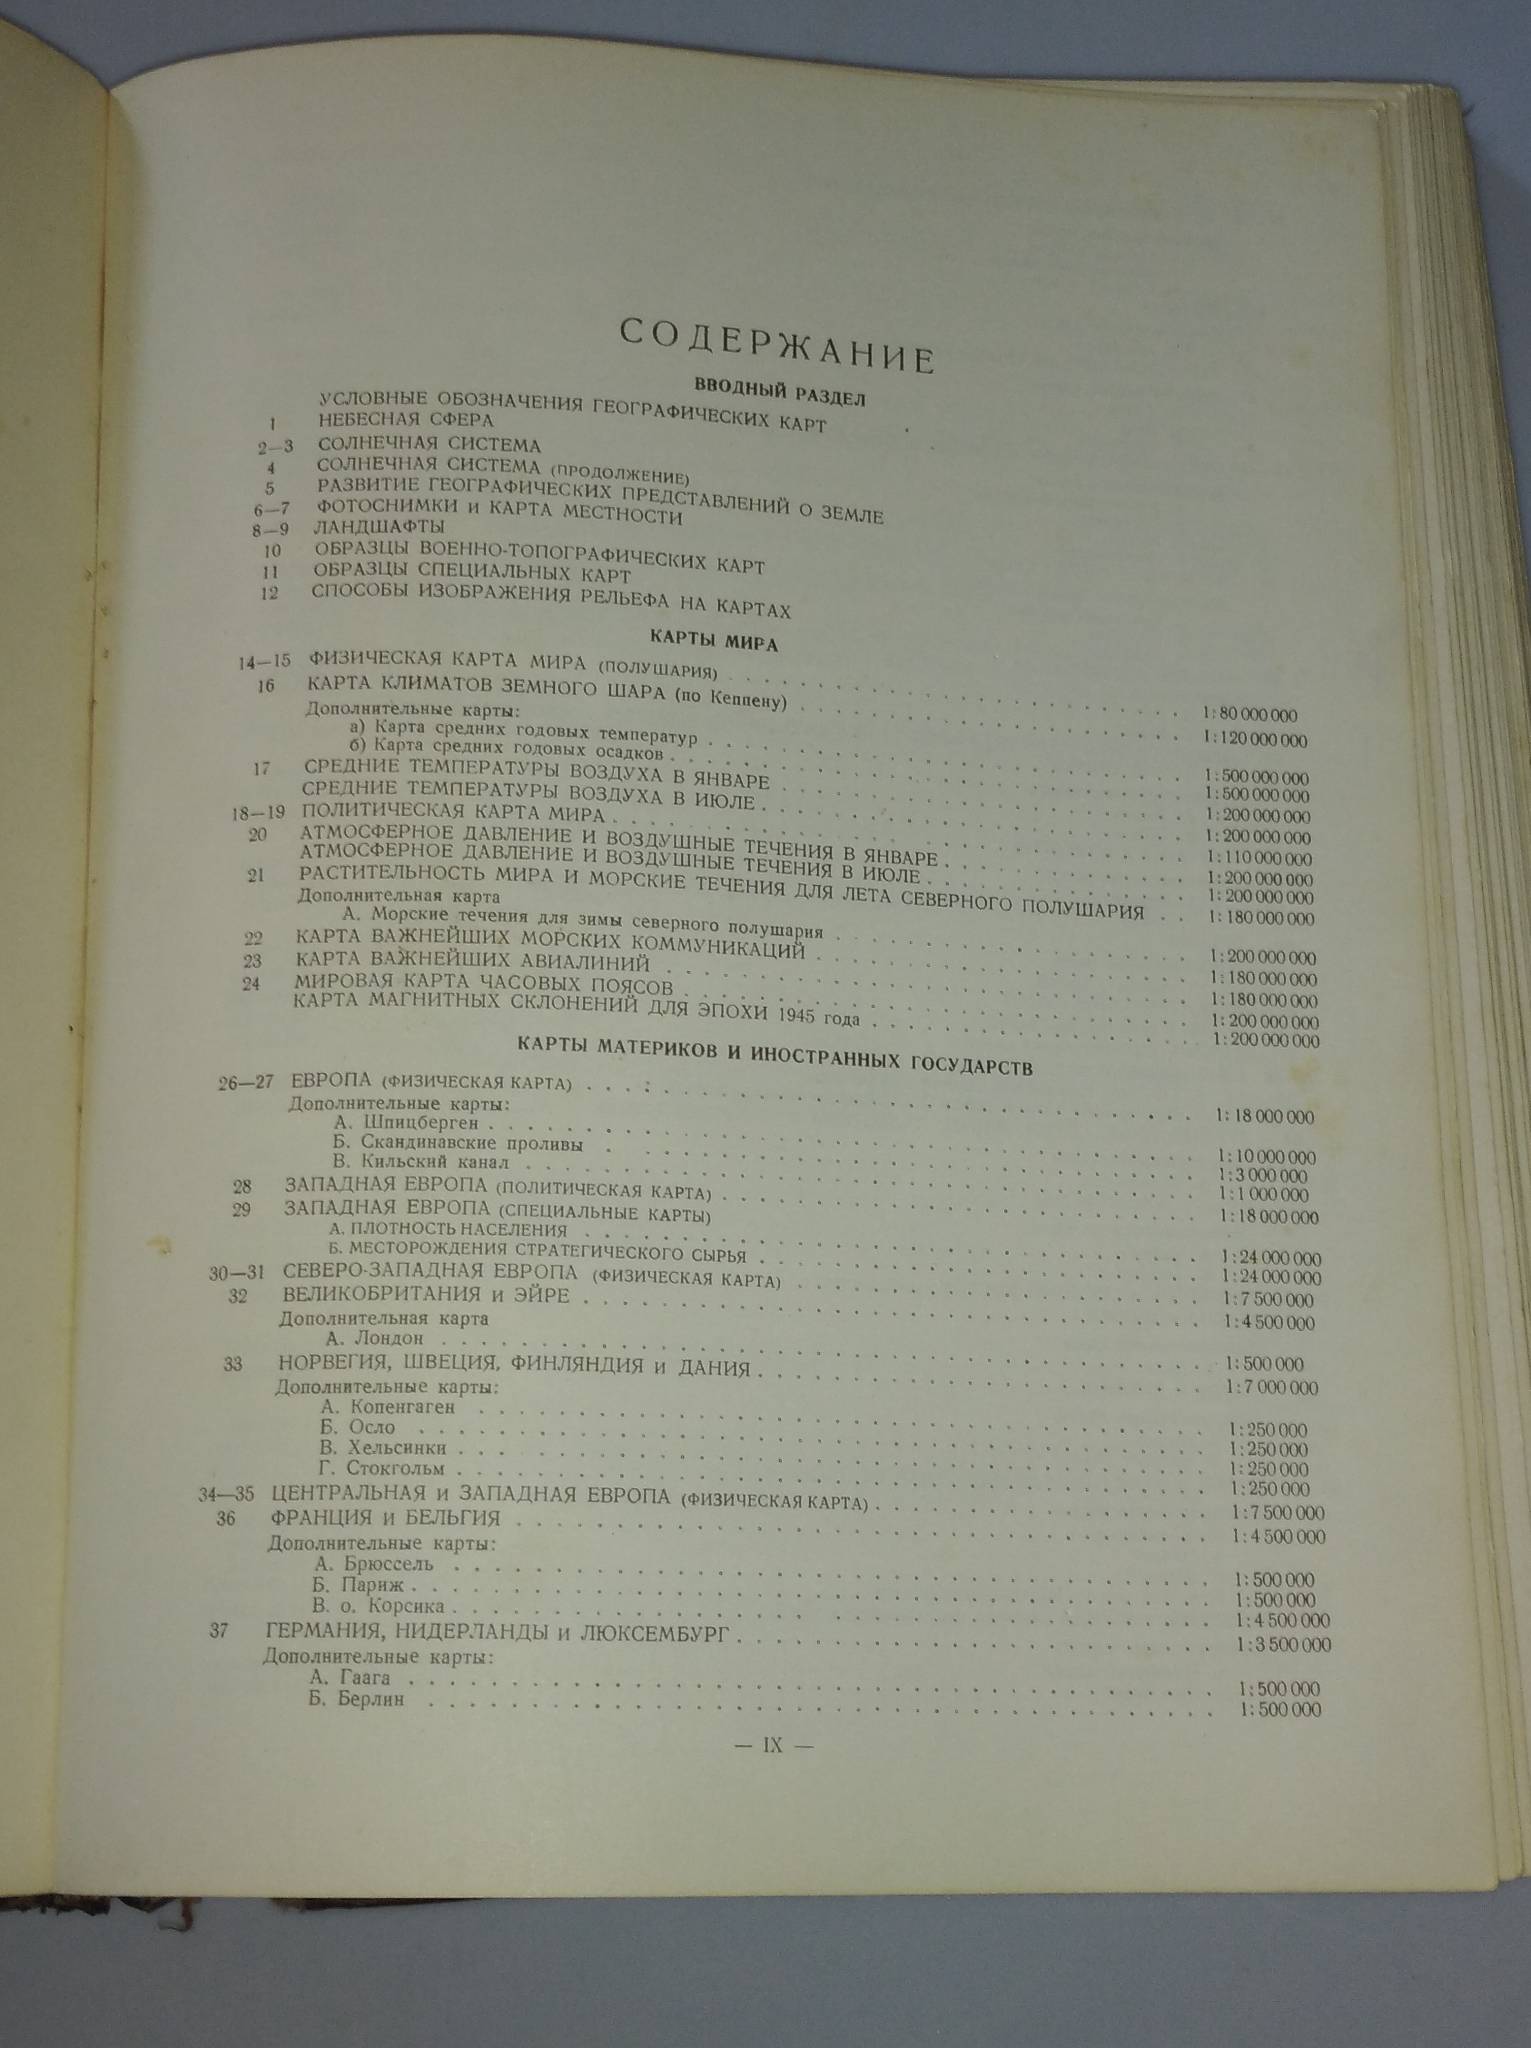 СОДЕРЖАНИЕ
ВВОДНЫЙ РАЗДЕЛ
УСЛОВНЫЕ ОБОЗНАЧЕНИЯ ГЕОГРАФИЧЕСКИХ КАРТ
1 НЕБЕСНАЯ СФЕРА
2—3 СОЛНЕЧНАЯ СИСТЕМА
4 СОЛНЕЧНАЯ СИСТЕМА (ПРОДОЛЖЕНИЕ)
5 РАЗВИТИЕ ГЕОГРАФИЧЕСКИХ ПРЕДСТАВЛЕНИЙ О ЗЕМЛЕ
6—7 ФОТОСНИМКИ и КАРТА МЕСТНОСТИ
8—9 ЛАНДШАФТЫ
10 ОБРАЗЦЫ ВОЕННО-ТОПОГРАФИЧЕСКИХ КАРТ
11 ОБРАЗЦЫ СПЕЦИАЛЬНЫХ КАРТ
12 СПОСОБЫ ИЗОБРАЖЕНИЯ РЕЛЬЕФА НА КАРТАХ
КАРТЫ МИРА
14—15 ФИЗИЧЕСКАЯ КАРТА МИРА (ПОЛУШАРИЯ) . . . 1:80 000 000
16 КАРТА КЛИМАТОВ ЗЕМНОГО ШАРА (по Кеппену) . . . 1:120 000 000
Дополнительные карты:
а) Карта средних годовых температур . . . 1:500 000 000
б) Карта средних годовых осадков . . . 1:500 000 000
17 СРЕДНИЕ ТЕМПЕРАТУРЫ ВОЗДУХА В ЯНВАРЕ . . . 1:200 000 000
СРЕДНИЕ ТЕМПЕРАТУРЫ ВОЗДУХА В ИЮЛЕ . . . 1:200 000 000
18—19 ПОЛИТИЧЕСКАЯ КАРТА МИРА . . . 1:110 000 000
20 АТМОСФЕРНОЕ ДАВЛЕНИЕ И ВОЗДУШНЫЕ ТЕЧЕНИЯ В ЯНВАРЕ . . . 1:200 000 000
АТМОСФЕРНОЕ ДАВЛЕНИЕ И ВОЗДУШНЫЕ ТЕЧЕНИЯ В ИЮЛЕ . . . 1:200 000 000
21 РАСТИТЕЛЬНОСТЬ МИРА И МОРСКИЕ ТЕЧЕНИЯ ДЛЯ ЛЕТА СЕВЕРНОГО ПОЛУШАРИЯ . . 1:180 000 000
Дополнительная карта
А. Морские течения для зимы северного полушария . . . 1:200 000 000
22 КАРТА ВАЖНЕЙШИХ МОРСКИХ КОММУНИКАЦИЙ . . . 1:180 000 000
23 КАРТА ВАЖНЕЙШИХ АВИАЛИНИЙ . . . 1:180 000 000
24 МИРОВАЯ КАРТА ЧАСОВЫХ ПОЯСОВ . . . 1:200 000 000
КАРТА МАГНИТНЫХ СКЛОНЕНИЙ ДЛЯ ЭПОХИ 1945 года . . . 1:200 000 000
КАРТЫ МАТЕРИКОВ И ИНОСТРАННЫХ ГОСУДАРСТВ
26—27 ЕВРОПА (ФИЗИЧЕСКАЯ КАРТА) . . . 1:18 000 000
Дополнительные карты:
А. Шпицберген . . . 1:10 000 000
Б. Скандинавские проливы . . . 1:3 000 000
В. Кильский канал . . . 1:1 000 000
28 ЗАПАДНАЯ ЕВРОПА (ПОЛИТИЧЕСКАЯ КАРТА) . . . 1:18 000 000
29 ЗАПАДНАЯ ЕВРОПА (СПЕЦИАЛЬНЫЕ КАРТЫ)
А. ПЛОТНОСТЬ НАСЕЛЕНИЯ . . . 1:24 000 000
Б. МЕСТОРОЖДЕНИЯ СТРАТЕГИЧЕСКОГО СЫРЬЯ . . . 1:24 000 000
30—31 СЕВЕРО-ЗАПАДНАЯ ЕВРОПА (ФИЗИЧЕСКАЯ КАРТА) . . . 1:7 500 000
32 ВЕЛИКОБРИТАНИЯ и ЭЙРЕ . . . 1:4 500 000
Дополнительная карта
А. Лондон . . . 1:500 000
33 НОРВЕГИЯ, ШВЕЦИЯ, ФИНЛЯНДИЯ и ДАНИЯ . . . 1:7 000 000
Дополнительные карты:
А. Копенгаген . . . 1:250 000
Б. Осло . . . 1:250 000
В. Хельсинки . . . 1:250 000
Г. Стокгольм . . . 1:250 000
34—35 ЦЕНТРАЛЬНАЯ и ЗАПАДНАЯ ЕВРОПА (ФИЗИЧЕСКАЯ КАРТА) . . . 1:7 500 000
36 ФРАНЦИЯ и БЕЛЬГИЯ . . . 1:4 500 000
Дополнительные карты:
А. Брюссель . . . 1:500 000
Б. Париж . . . 1:500 000
В. о. Корсика . . . 1:4 500 000
37 ГЕРМАНИЯ, НИДЕРЛАНДЫ и ЛЮКСЕМБУРГ . . . 1:3 500 000
Дополнительные карты:
А. Гаага . . . 1:500 000
Б. Берлин . . . 1:500 000
— IX —